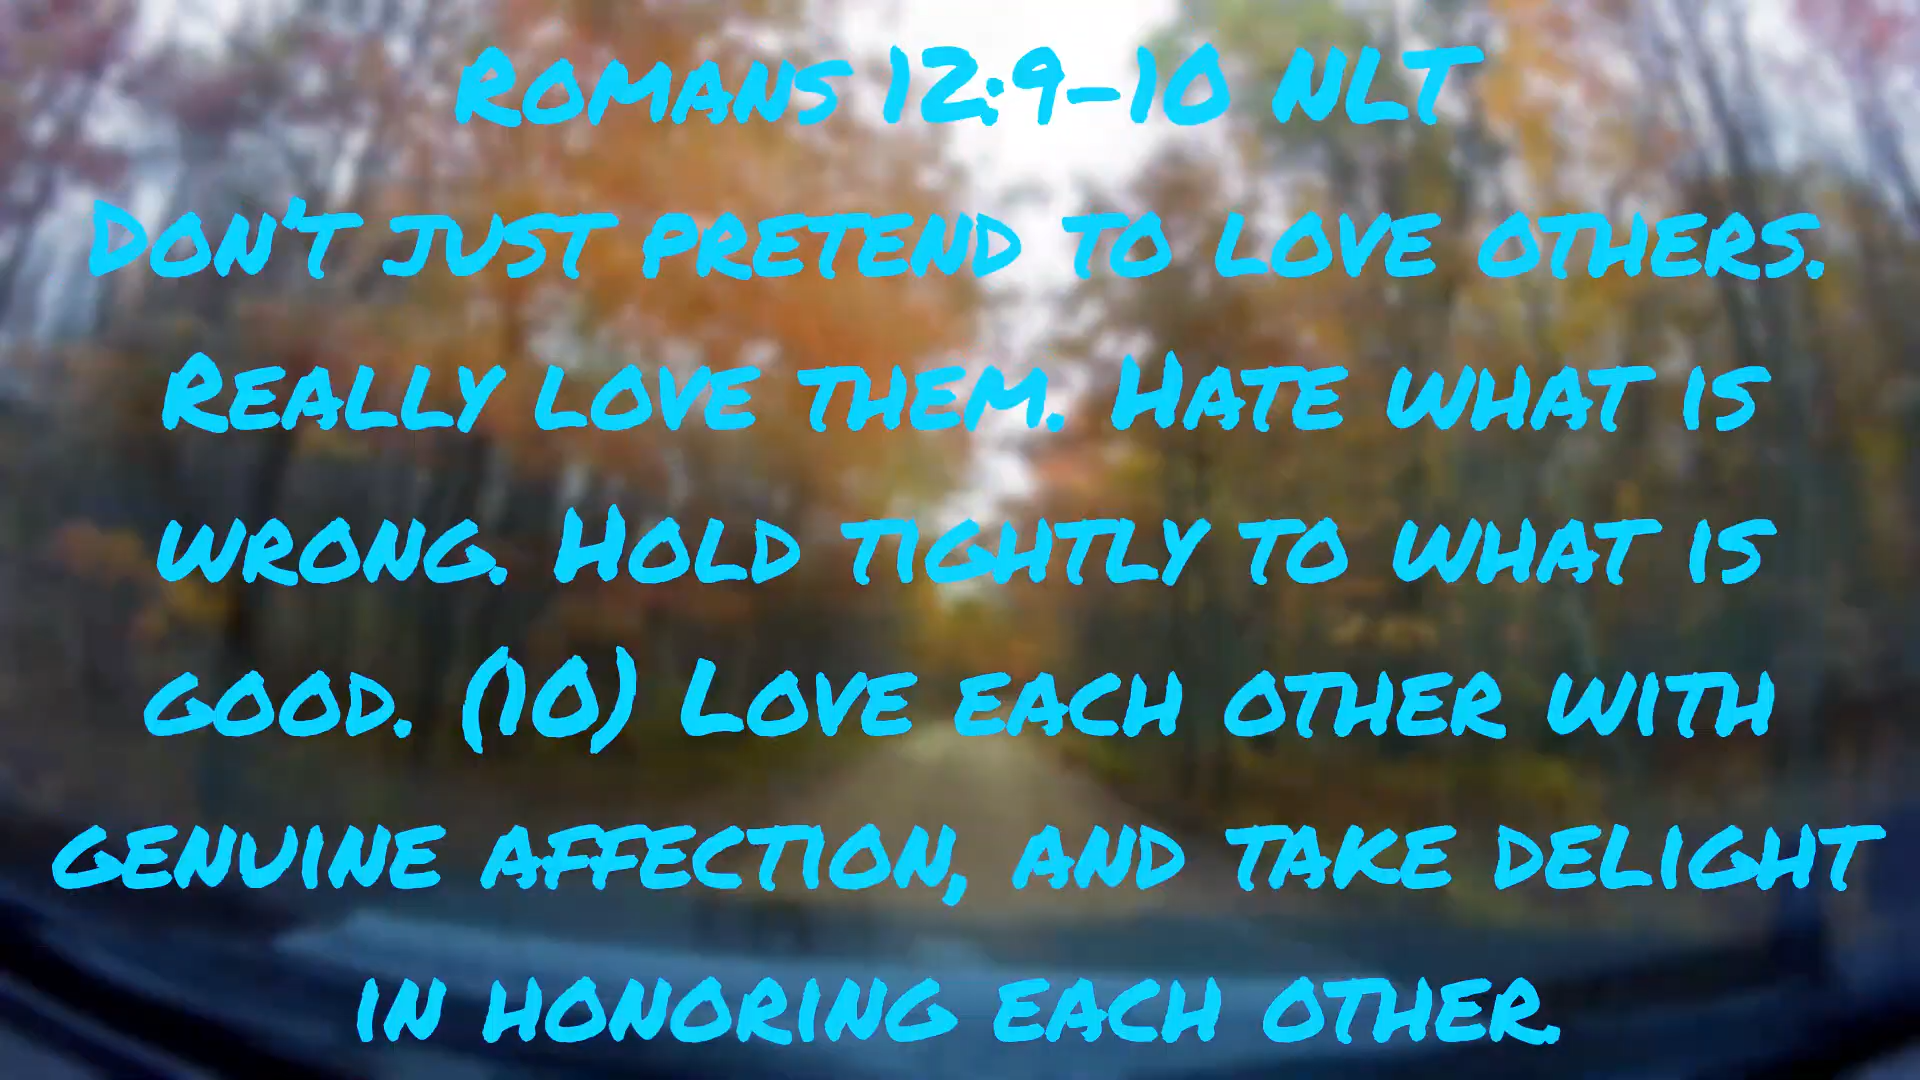 Romans 12:9-10 NLT
Don't just pretend to love others.
Really love them. Hate what is
wrong. Hold tightly to what is
good. (10) Love each other with
genuine affection, and take delight
in honoring each other.